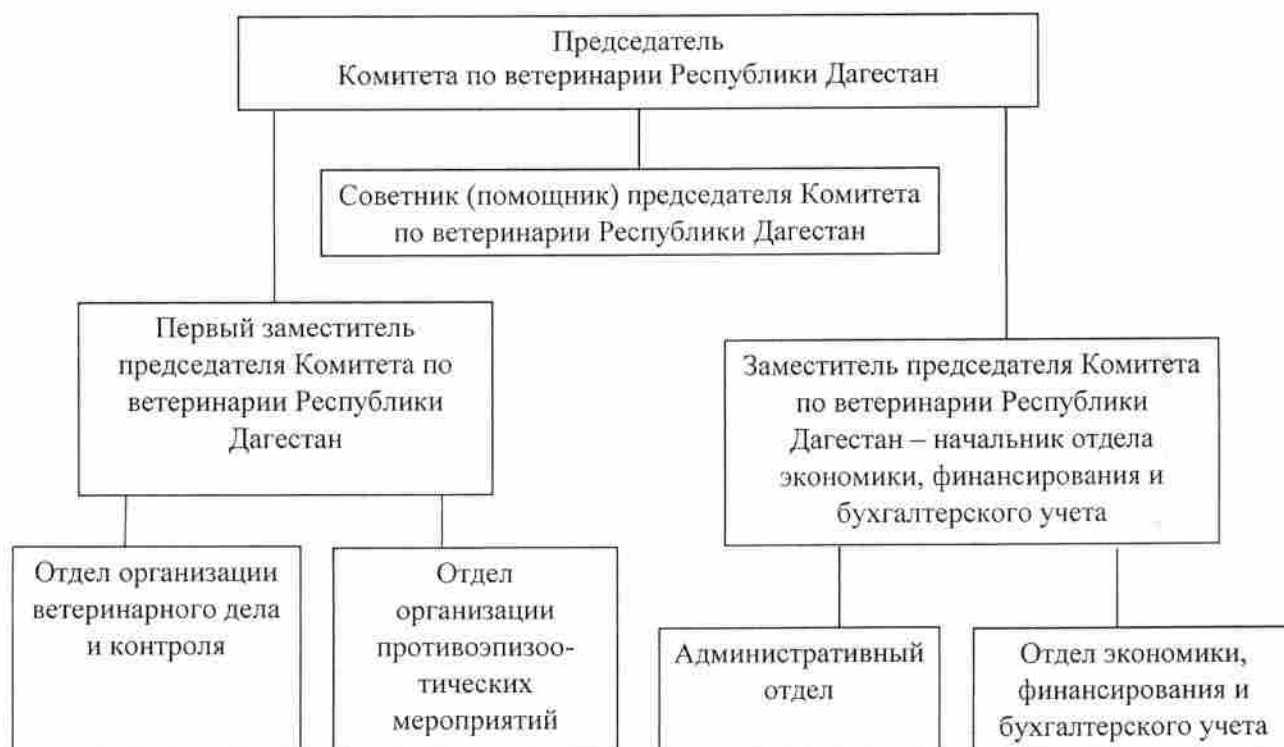 Председатель
Комитета по ветеринарии Республики Дагестан
Советник (помощник) председателя Комитета
по ветеринарии Республики Дагестан
Первый заместитель
председателя Комитета по
ветеринарии Республики
Дагестан
Заместитель председателя Комитета
по ветеринарии Республики
Дагестан – начальник отдела
экономики, финансирования и
бухгалтерского учета
Отдел организации
ветеринарного дела
и контроля
Отдел
организации
противоэпизоо-
тических
мероприятий
Административный
отдел
Отдел экономики,
финансирования и
бухгалтерского учета